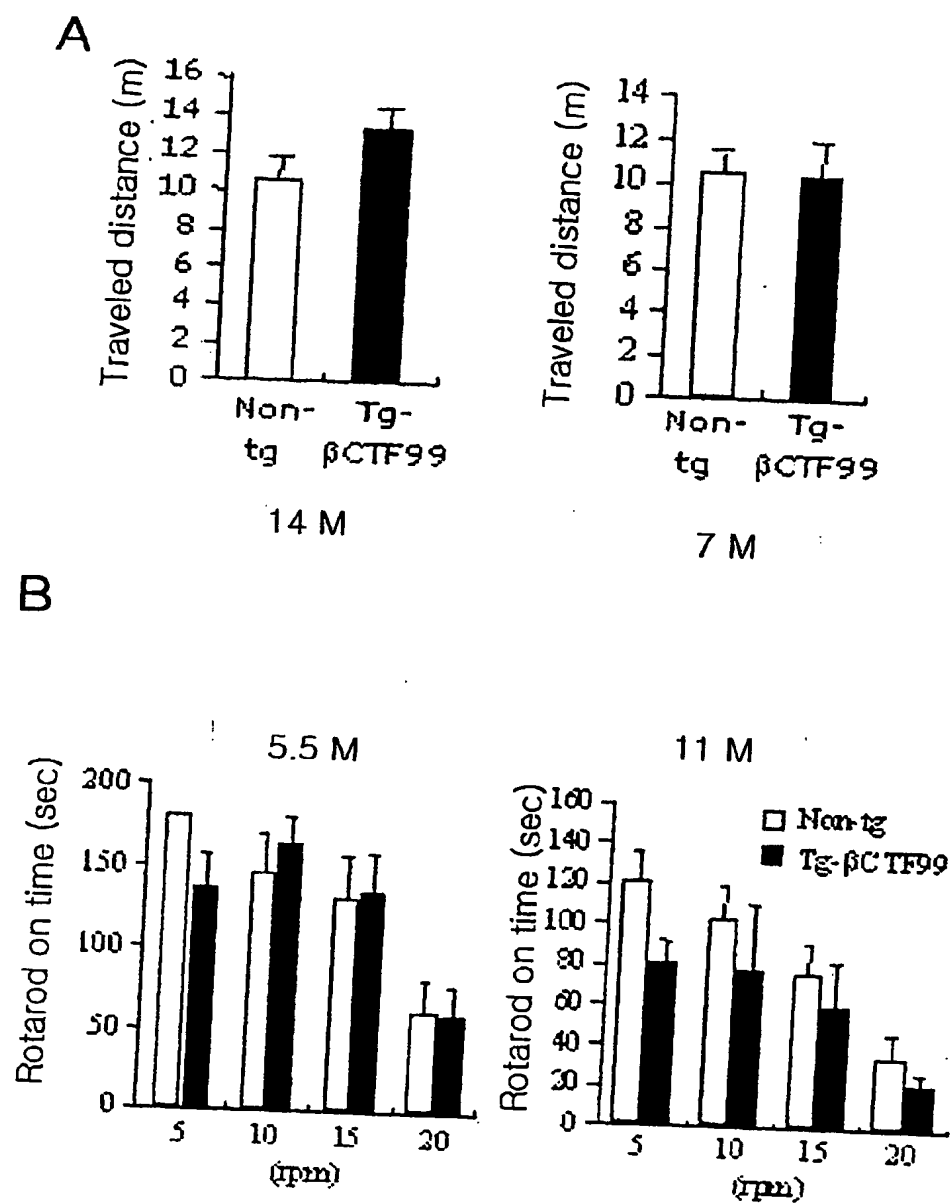 A
Traveled distance (m)
16
14
12
10
8
6
4
2
0
Non-
tg
Tg-
βCTF99
14 M
Traveled distance (m)
14
12
10
8
6
4
2
0
Non-
tg
Tg-
βCTF99
7 M
B
5.5 M
Rotarod on time (sec)
200
150
100
50
0
5
10
15
20
(rpm)
11 M
Rotarod on time (sec)
160
140
120
100
80
60
40
20
0
Non-tg
Tg-βCTF99
5
10
15
20
(rpm)